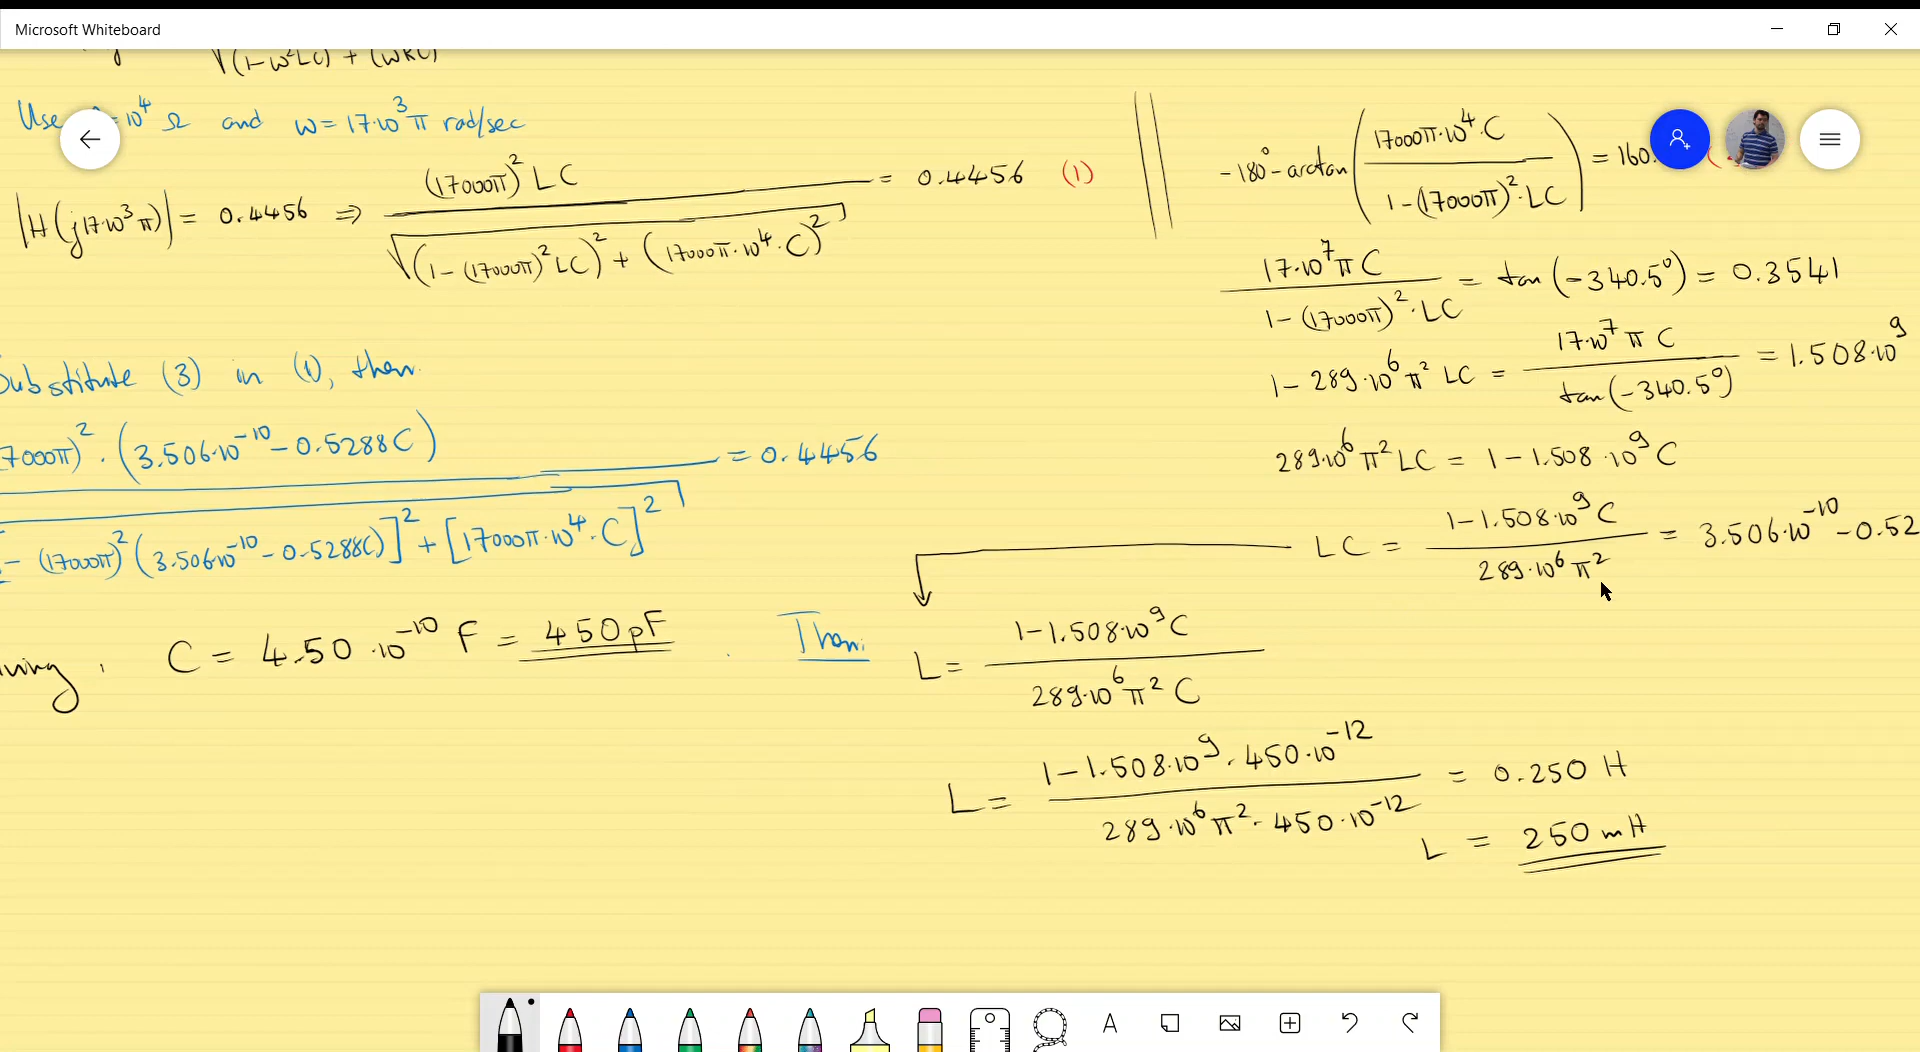 Microsoft Whiteboard
√(1-ω²LC) + (ωRC)
Use = 10⁴ Ω and ω = 17·10³π rad/sec
|H(j17·10³π)| = 0.4456 ⇒ (17000π)² LC / √((1-(17000π)² LC)² + (17000π·10⁴·C)²) = 0.4456 (1)
Substitute (3) in (1), then.
7000π)² · (3.506·10⁻¹⁰ - 0.5288C) / - (17000π)² (3.506·10⁻¹⁰ - 0.5288C)]² + [17000π·10⁴·C]² = 0.4456
C = 4.50·10⁻¹⁰ F = 450pF
Then:
-180° - arctan(17000π·10⁴·C / 1-(17000π)²·LC) = 160.
17·10⁷πC / 1-(17000π)²·LC = tan(-340.5°) = 0.3541
1 - 289·10⁶π² LC = 17·10⁷πC / tan(-340.5°) = 1.508·10⁹
289·10⁶π² LC = 1 - 1.508·10⁹C
LC = 1-1.508·10⁹C / 289·10⁶π² = 3.506·10⁻¹⁰ - 0.52
L = 1-1.508·10⁹C / 289·10⁶π² C
L = 1-1.508·10⁹·450·10⁻¹² / 289·10⁶π²·450·10⁻¹² = 0.250 H
L = 250 mH
A